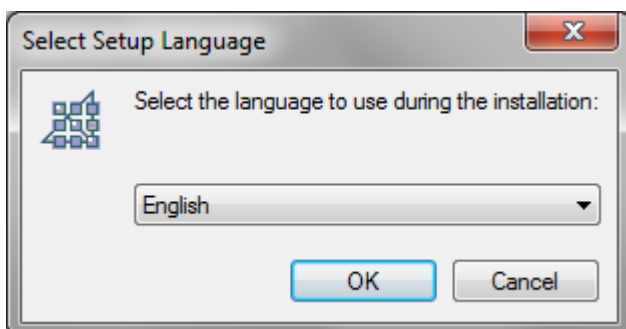 Select Setup Language
Select the language to use during the installation:
English
OK
Cancel